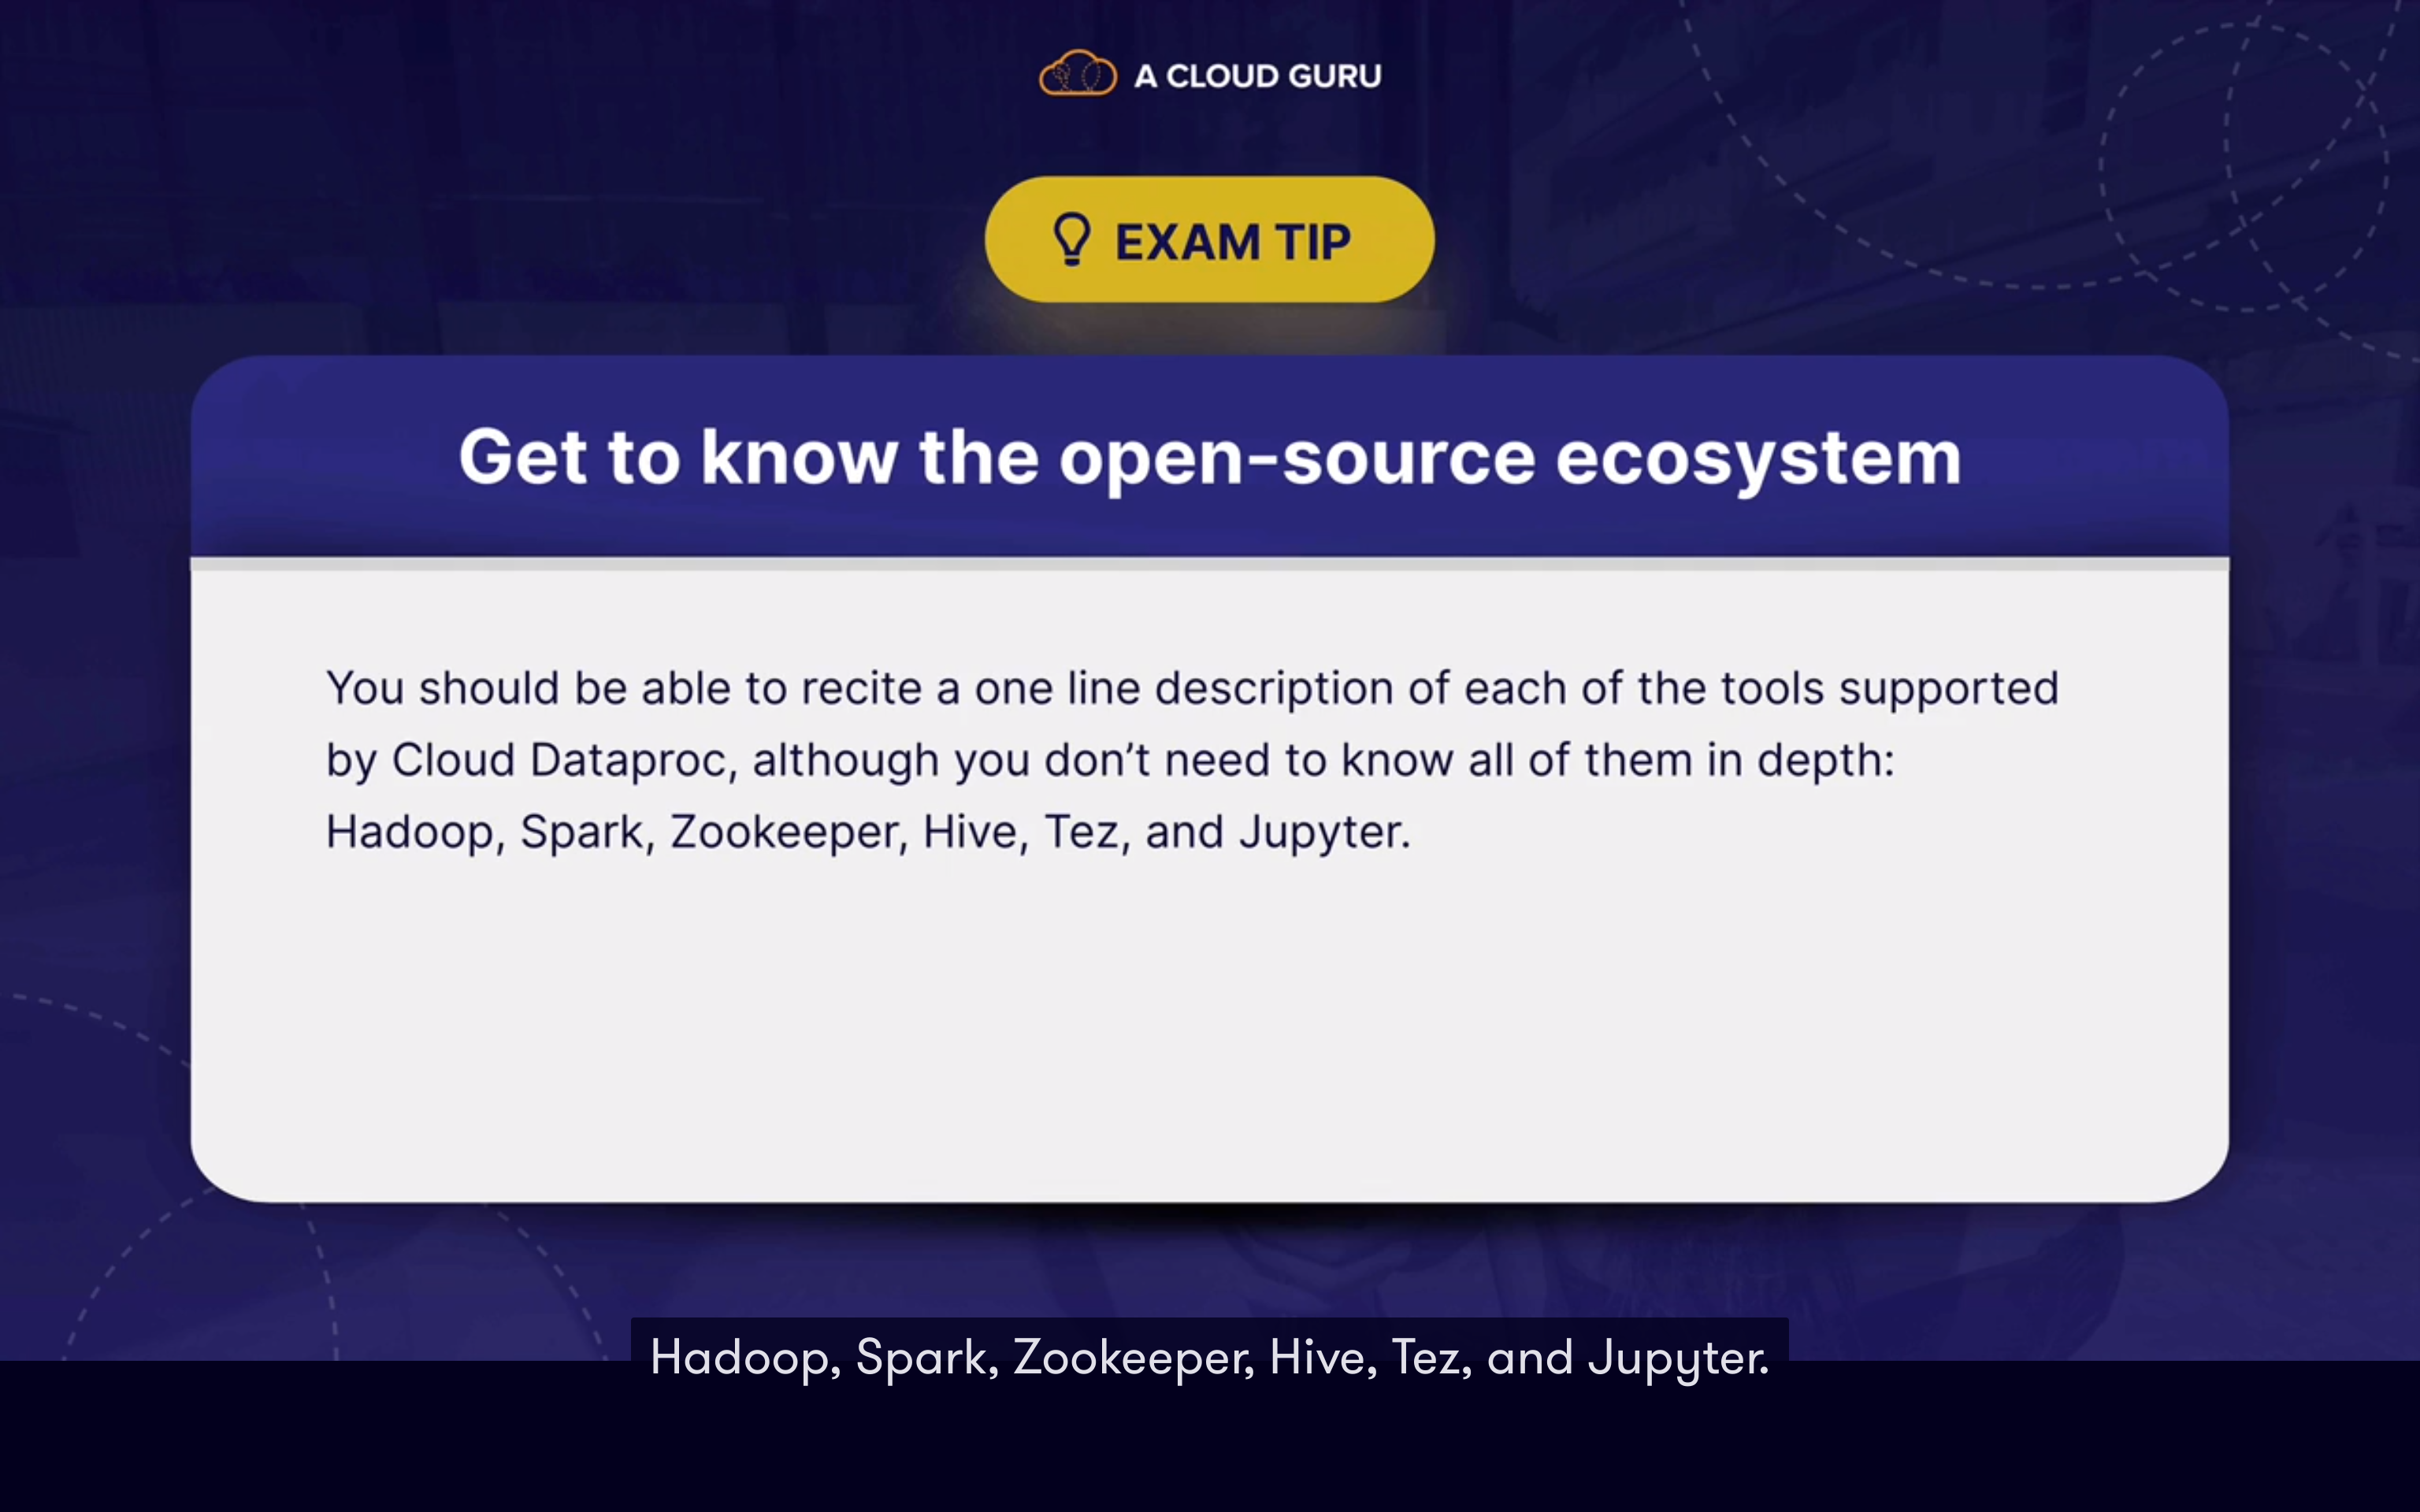 A CLOUD GURU
EXAM TIP
Get to know the open-source ecosystem
You should be able to recite a one line description of each of the tools supported
by Cloud Dataproc, although you don’t need to know all of them in depth:
Hadoop, Spark, Zookeeper, Hive, Tez, and Jupyter.
Hadoop, Spark, Zookeeper, Hive, Tez, and Jupyter.